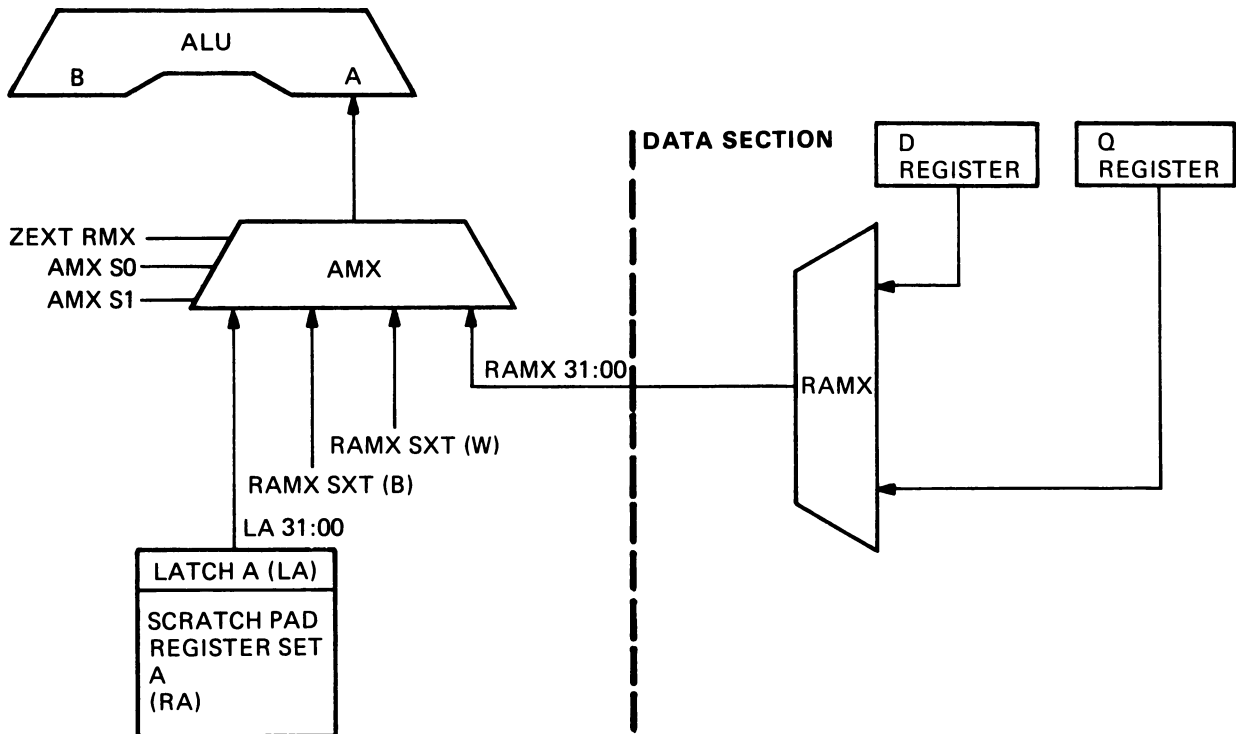 ALU
B
A
DATA SECTION
D
REGISTER
Q
REGISTER
ZEXT RMX
AMX S0
AMX S1
AMX
RAMX 31:00
RAMX
RAMX SXT (W)
RAMX SXT (B)
LA 31:00
LATCH A (LA)
SCRATCH PAD
REGISTER SET
A
(RA)